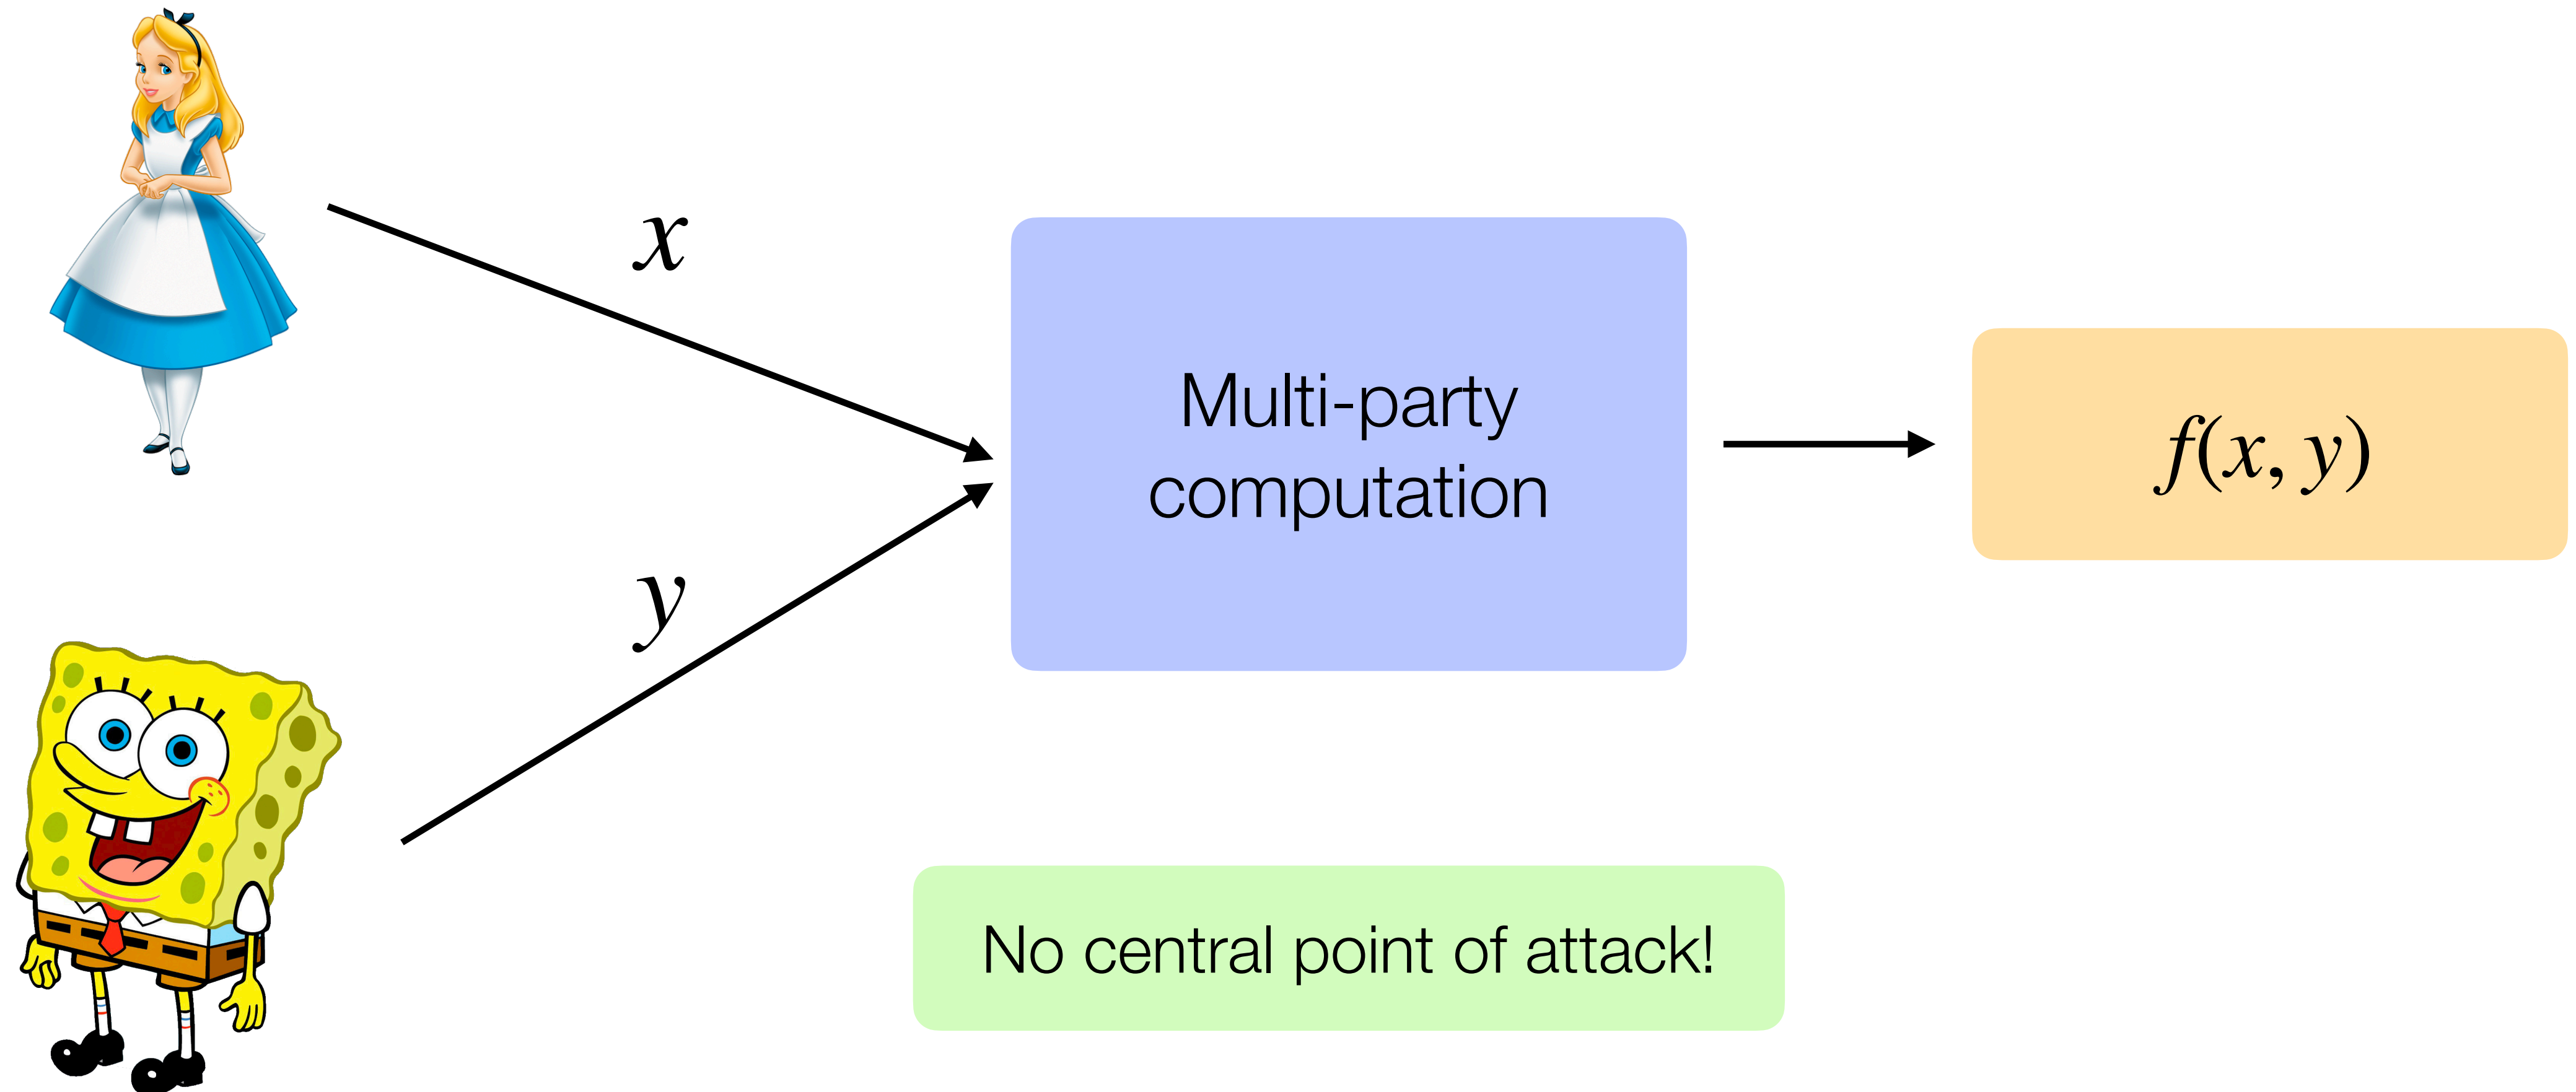 x
Multi-party
computation
f(x, y)
y
No central point of attack!